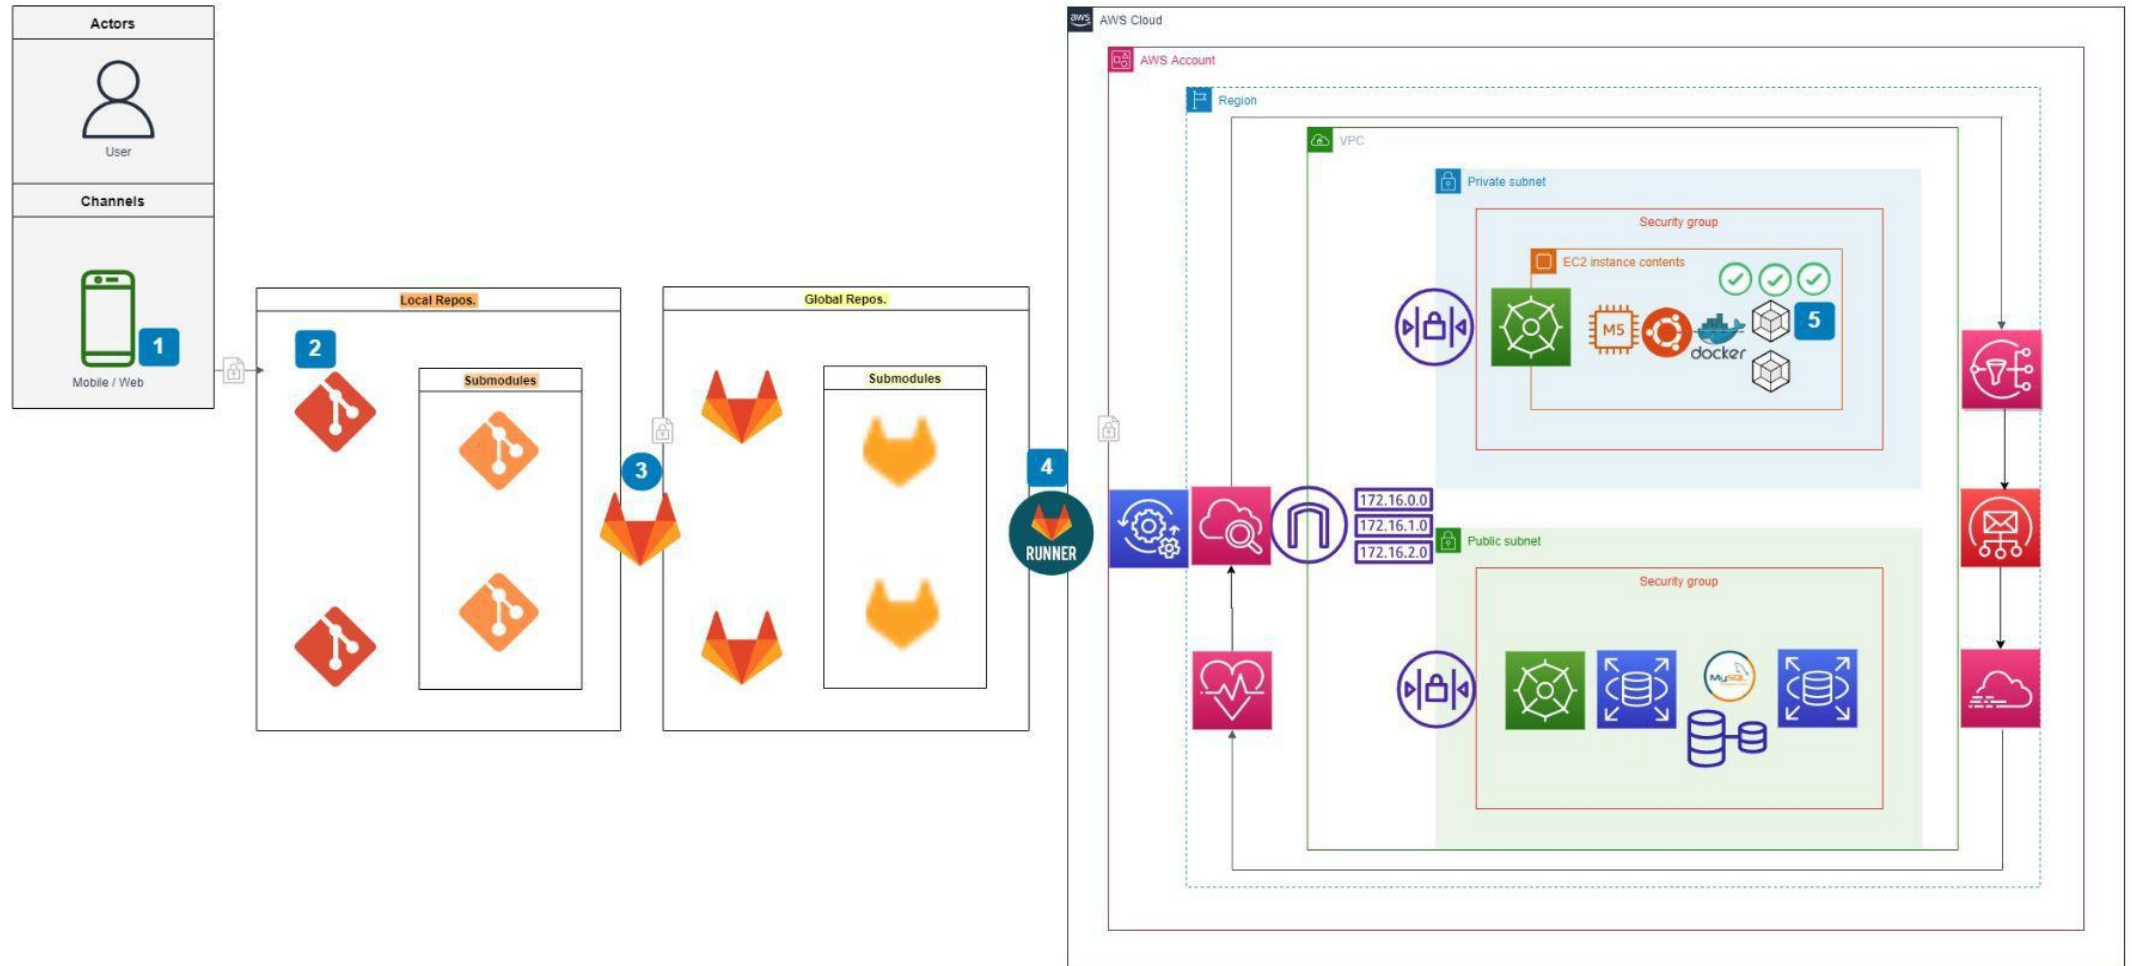 Actors
User
Channels
1
Mobile / Web
Local Repos.
2
Submodules
3
Global Repos.
Submodules
4
RUNNER
aws
AWS Cloud
AWS Account
Region
VPC
Private subnet
Security group
EC2 instance contents
M5
docker
5
172.16.0.0
172.16.1.0
172.16.2.0
Public subnet
Security group
MySQL